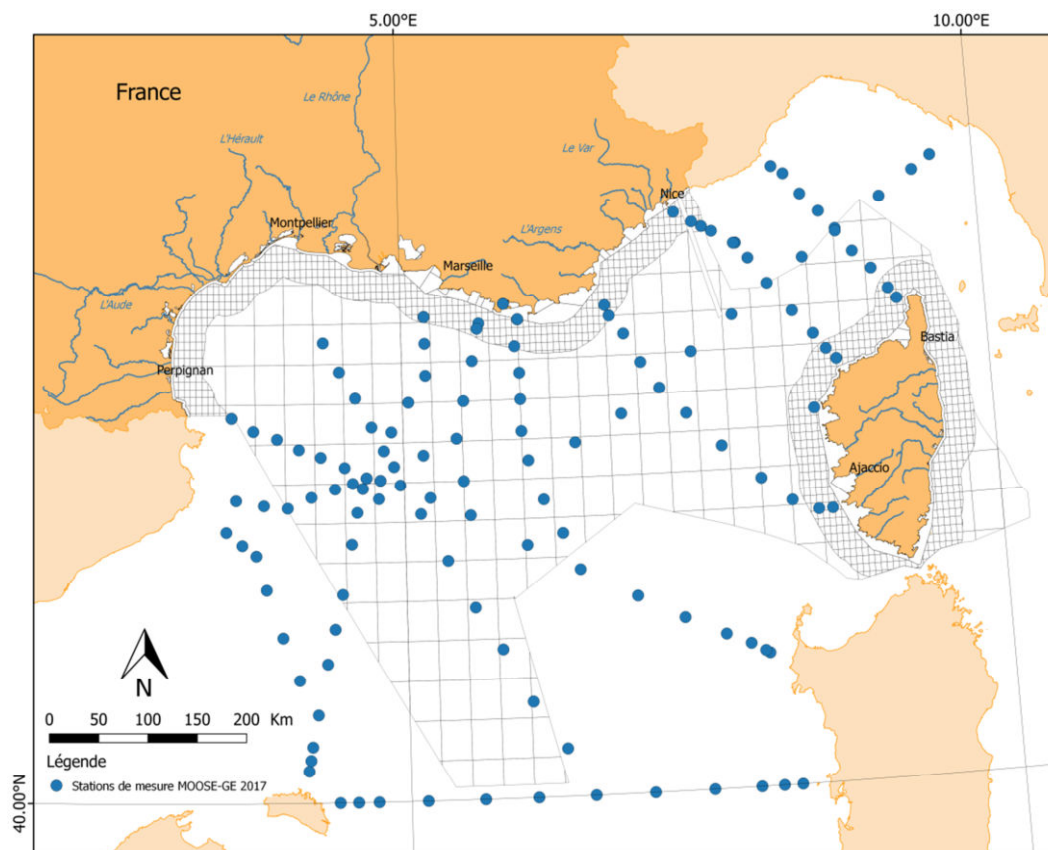 5.00°E
10.00°E
France
Le Rhône
L'Hérault
Le Var
Nice
Montpellier
L'Argens
Marseille
L'Aude
Bastia
Perpignan
Ajaccio
N
0 50 100 150 200 Km
Légende
Stations de mesure MOOSE-GE 2017
40.00°N